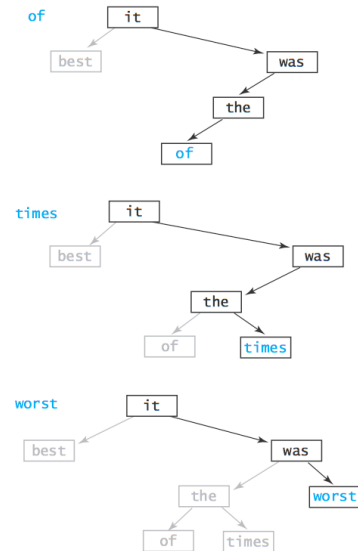 of it
best was
the
of
times it
best was
the
of times
worst it
best was
the worst
of times